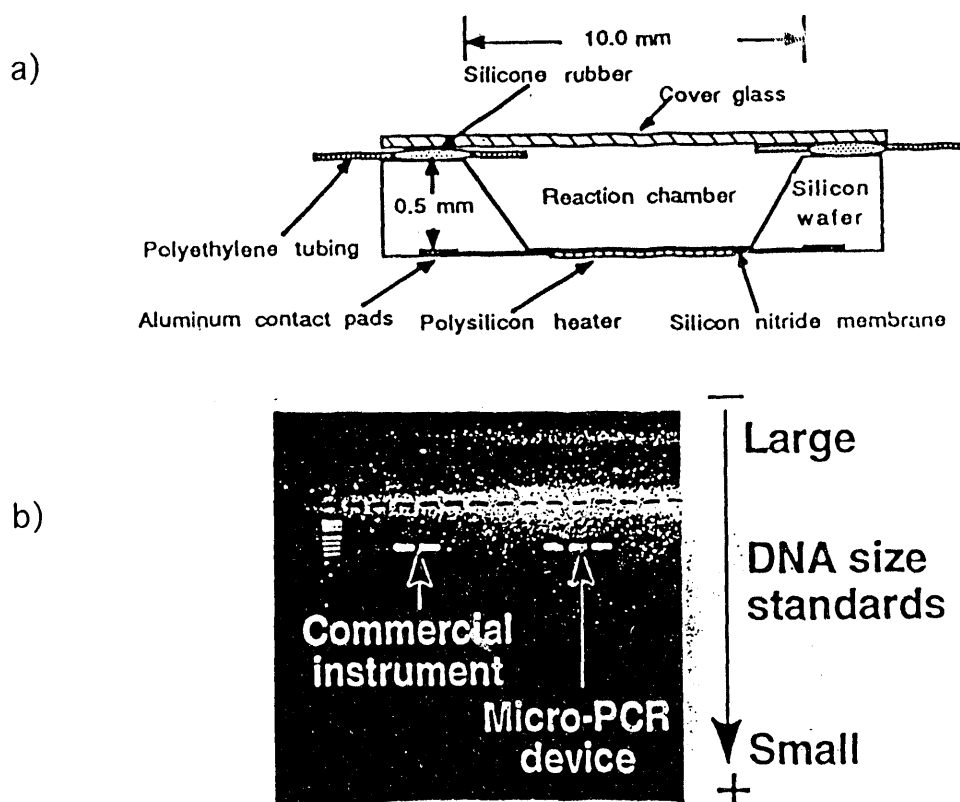 a)
10.0 mm
Silicone rubber
Cover glass
0.5 mm
Reaction chamber
Silicon
wafer
Polyethylene tubing
Aluminum contact pads
Polysilicon heater
Silicon nitride membrane
b)
Large
DNA size
standards
Commercial
instrument
Micro-PCR
device
Small
+